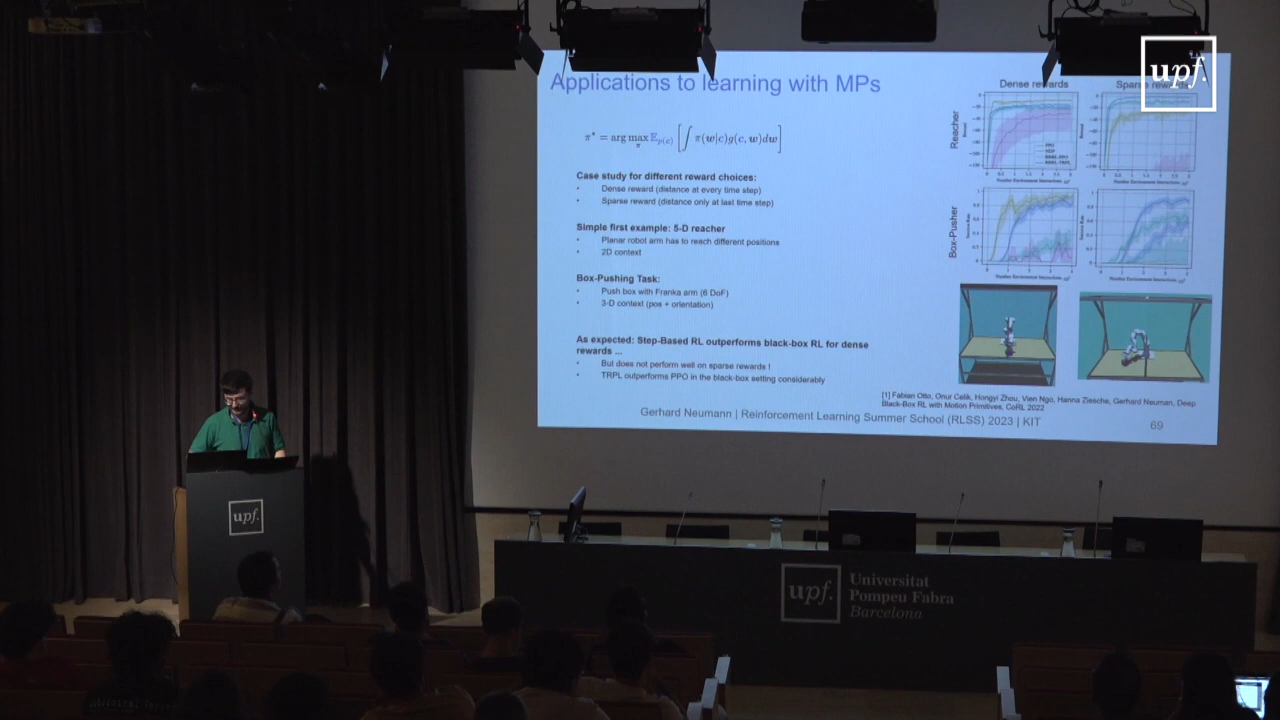 Applications to learning with MPs
π* = arg max π E p(c) [ ∫ π(w|c)g(c, w)dw ]
Case study for different reward choices:
• Dense reward (distance at every time step)
• Sparse reward (distance only at last time step)
Simple first example: 5-D reacher
• Planar robot arm has to reach different positions
• 2D context
Box-Pushing Task:
• Push box with Franka arm (6 DoF)
• 3-D context (pos + orientation)
As expected: Step-Based RL outperforms black-box RL for dense
rewards ...
• But does not perform well on sparse rewards !
• TRPL outperforms PPO in the black-box setting considerably
Dense rewards
Reacher
Box-Pusher
[1] Fabian Otto, Onur Celik, Hongyi Zhou, Vien Ngo, Hanna Ziesche, Gerhard Neuman, Deep
Black-Box RL with Motion Primitives, CoRL 2022
Gerhard Neumann | Reinforcement Learning Summer School (RLSS) 2023 | KIT
69
upf.
upf.
upf.
Universitat
Pompeu Fabra
Barcelona